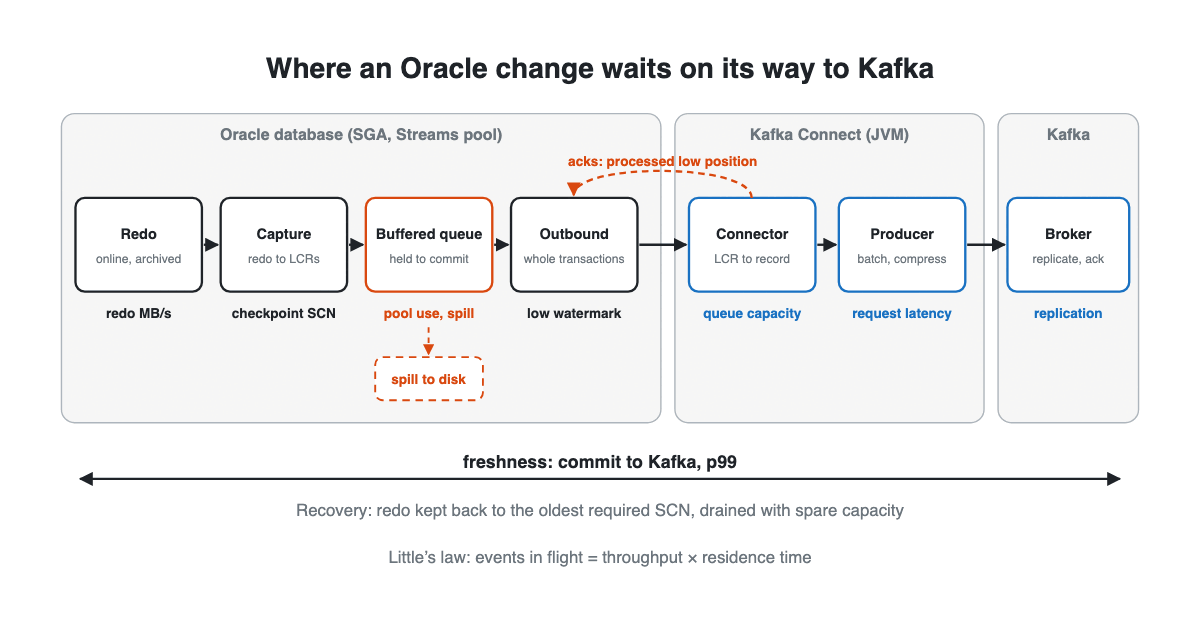 Where an Oracle change waits on its way to Kafka
Oracle database (SGA, Streams pool)
Kafka Connect (JVM)
Kafka
acks: processed low position
Redo
online, archived
Capture
redo to LCRs
Buffered queue
held to commit
Outbound
whole transactions
Connector
LCR to record
Producer
batch, compress
Broker
replicate, ack
redo MB/s
checkpoint SCN
pool use, spill
low watermark
queue capacity
request latency
replication
spill to disk
freshness: commit to Kafka, p99
Recovery: redo kept back to the oldest required SCN, drained with spare capacity
Little’s law: events in flight = throughput × residence time